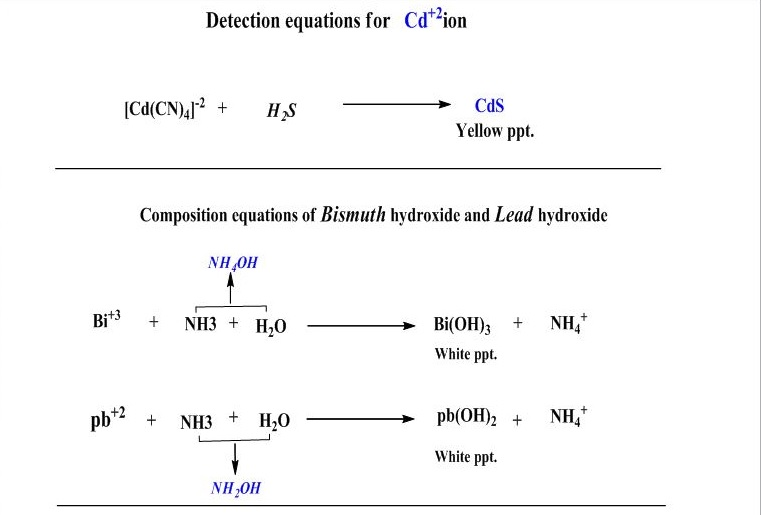 Detection equations for Cd⁺²ion
[Cd(CN)₄]⁻² + H₂S CdS
Yellow ppt.
Composition equations of Bismuth hydroxide and Lead hydroxide
NH₄OH
Bi⁺³ + NH3 + H₂O Bi(OH)₃ + NH₄⁺
White ppt.
pb⁺² + NH3 + H₂O pb(OH)₂ + NH₄⁺
White ppt.
NH₂OH